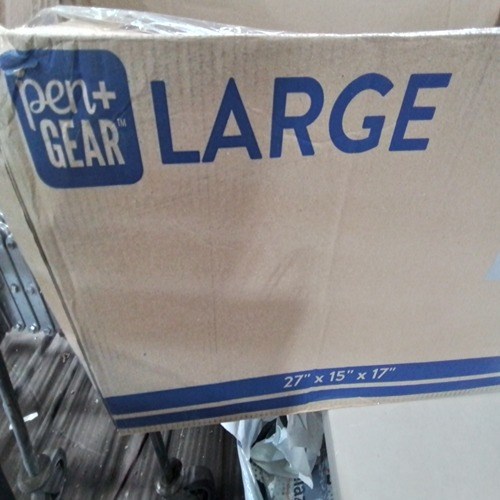 pen+
GEAR™
LARGE
27" x 15" x 17"